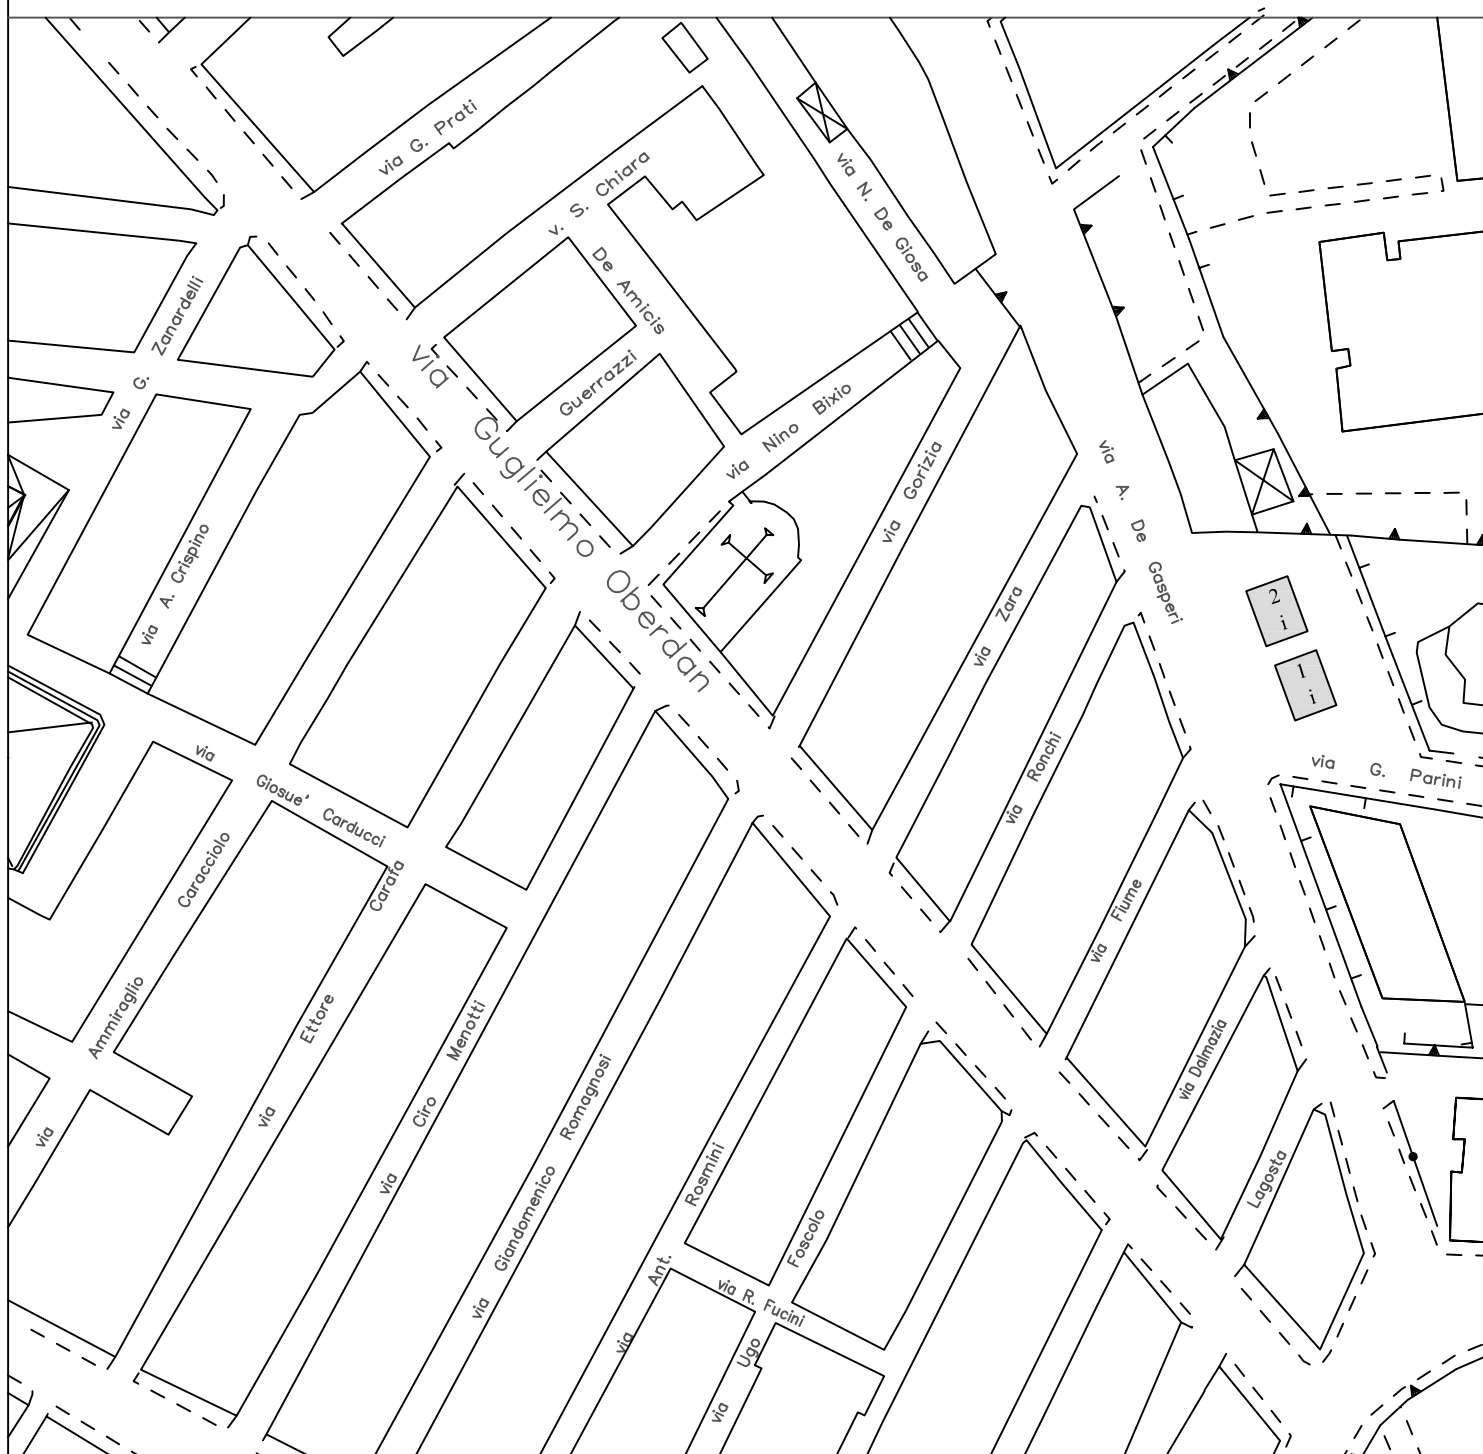 via G. Prati
v. S. Chiara
via N. De Giosa
De Amicis
via G. Zanardelli
Guerrazzi
via Nino Bixio
via Guglielmo Oberdan
via Gorizia
via A. De Gasperi
via A. Crispino
via Zara
2 i
1 i
via Ronchi
via G. Parini
via Giosue' Carducci
via Ammiraglio Caracciolo
via Ettore Carafa
via Fiume
via Ciro Menotti
via Dalmazia
via Giandomenico Romagnosi
via Ant. Rosmini
via Ugo Foscolo
Lagosta
via R. Fucini